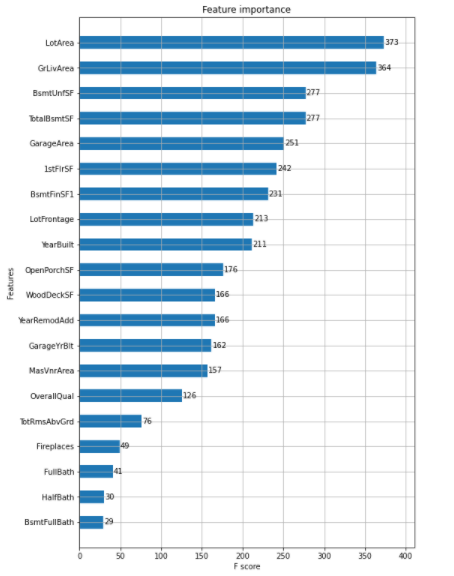 Feature importance
LotArea 373
GrLivArea 364
BsmtUnfSF 277
TotalBsmtSF 277
GarageArea 251
1stFlrSF 242
BsmtFinSF1 231
LotFrontage 213
YearBuilt 211
OpenPorchSF 176
WoodDeckSF 166
YearRemodAdd 166
GarageYrBlt 162
MasVnrArea 157
OverallQual 126
TotRmsAbvGrd 76
Fireplaces 49
FullBath 41
HalfBath 30
BsmtFullBath 29
Features
0 50 100 150 200 250 300 350 400
F score